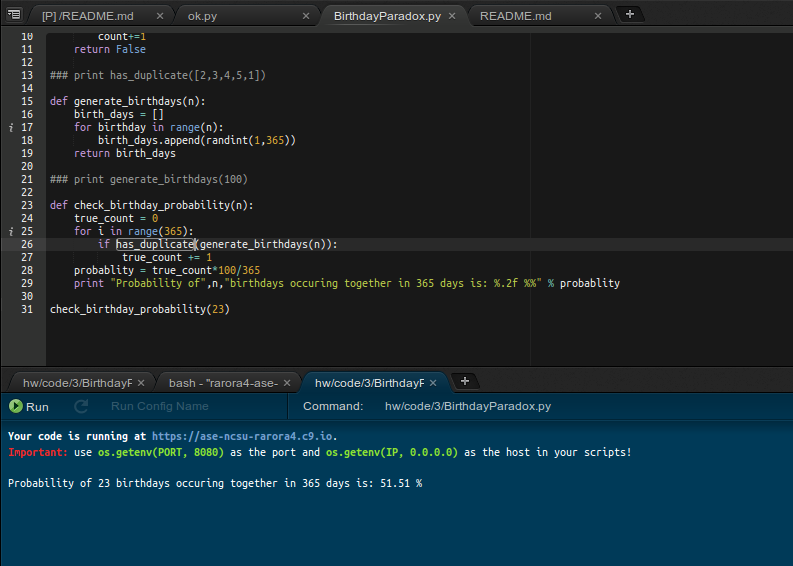 [P] /README.md
ok.py
BirthdayParadox.py
README.md
10 count+=1
11 return False
12
13 ### print has_duplicate([2,3,4,5,1])
14
15 def generate_birthdays(n):
16 birth_days = []
i 17 for birthday in range(n):
18 birth_days.append(randint(1,365))
19 return birth_days
20
21 ### print generate_birthdays(100)
22
23 def check_birthday_probability(n):
24 true_count = 0
i 25 for i in range(365):
26 if has_duplicate(generate_birthdays(n)):
27 true_count += 1
28 probablity = true_count*100/365
29 print "Probability of",n,"birthdays occuring together in 365 days is: %.2f %%" % probablity
30
31 check_birthday_probability(23)
hw/code/3/BirthdayF
bash - "rarora4-ase-
hw/code/3/BirthdayF
Run
Run Config Name
Command:
hw/code/3/BirthdayParadox.py
Your code is running at https://ase-ncsu-rarora4.c9.io.
Important: use os.getenv(PORT, 8080) as the port and os.getenv(IP, 0.0.0.0) as the host in your scripts!
Probability of 23 birthdays occuring together in 365 days is: 51.51 %